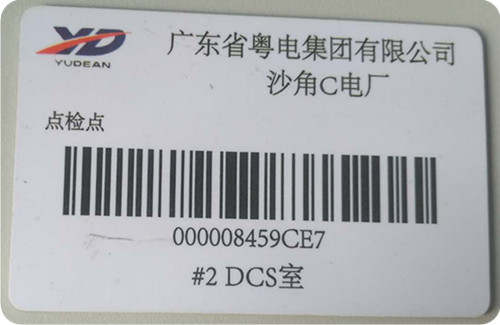 YD
YUDEAN
广东省粤电集团有限公司
沙角C电厂
点检点
000008459CE7
#2 DCS室